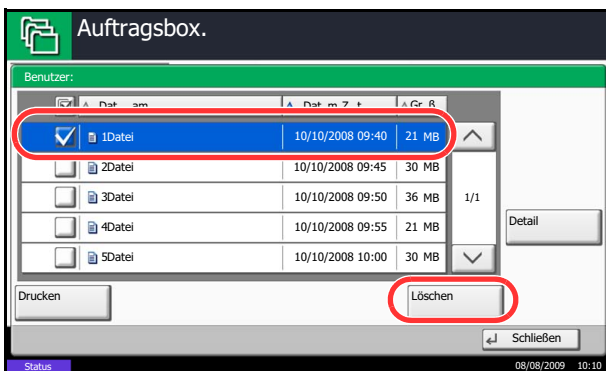 Auftragsbox.
Benutzer:
1Datei 10/10/2008 09:40 21 MB
2Datei 10/10/2008 09:45 30 MB
3Datei 10/10/2008 09:50 36 MB 1/1
4Datei 10/10/2008 09:55 21 MB
Detail
5Datei 10/10/2008 10:00 30 MB
Drucken Löschen
Schließen
Status 08/08/2009 10:10